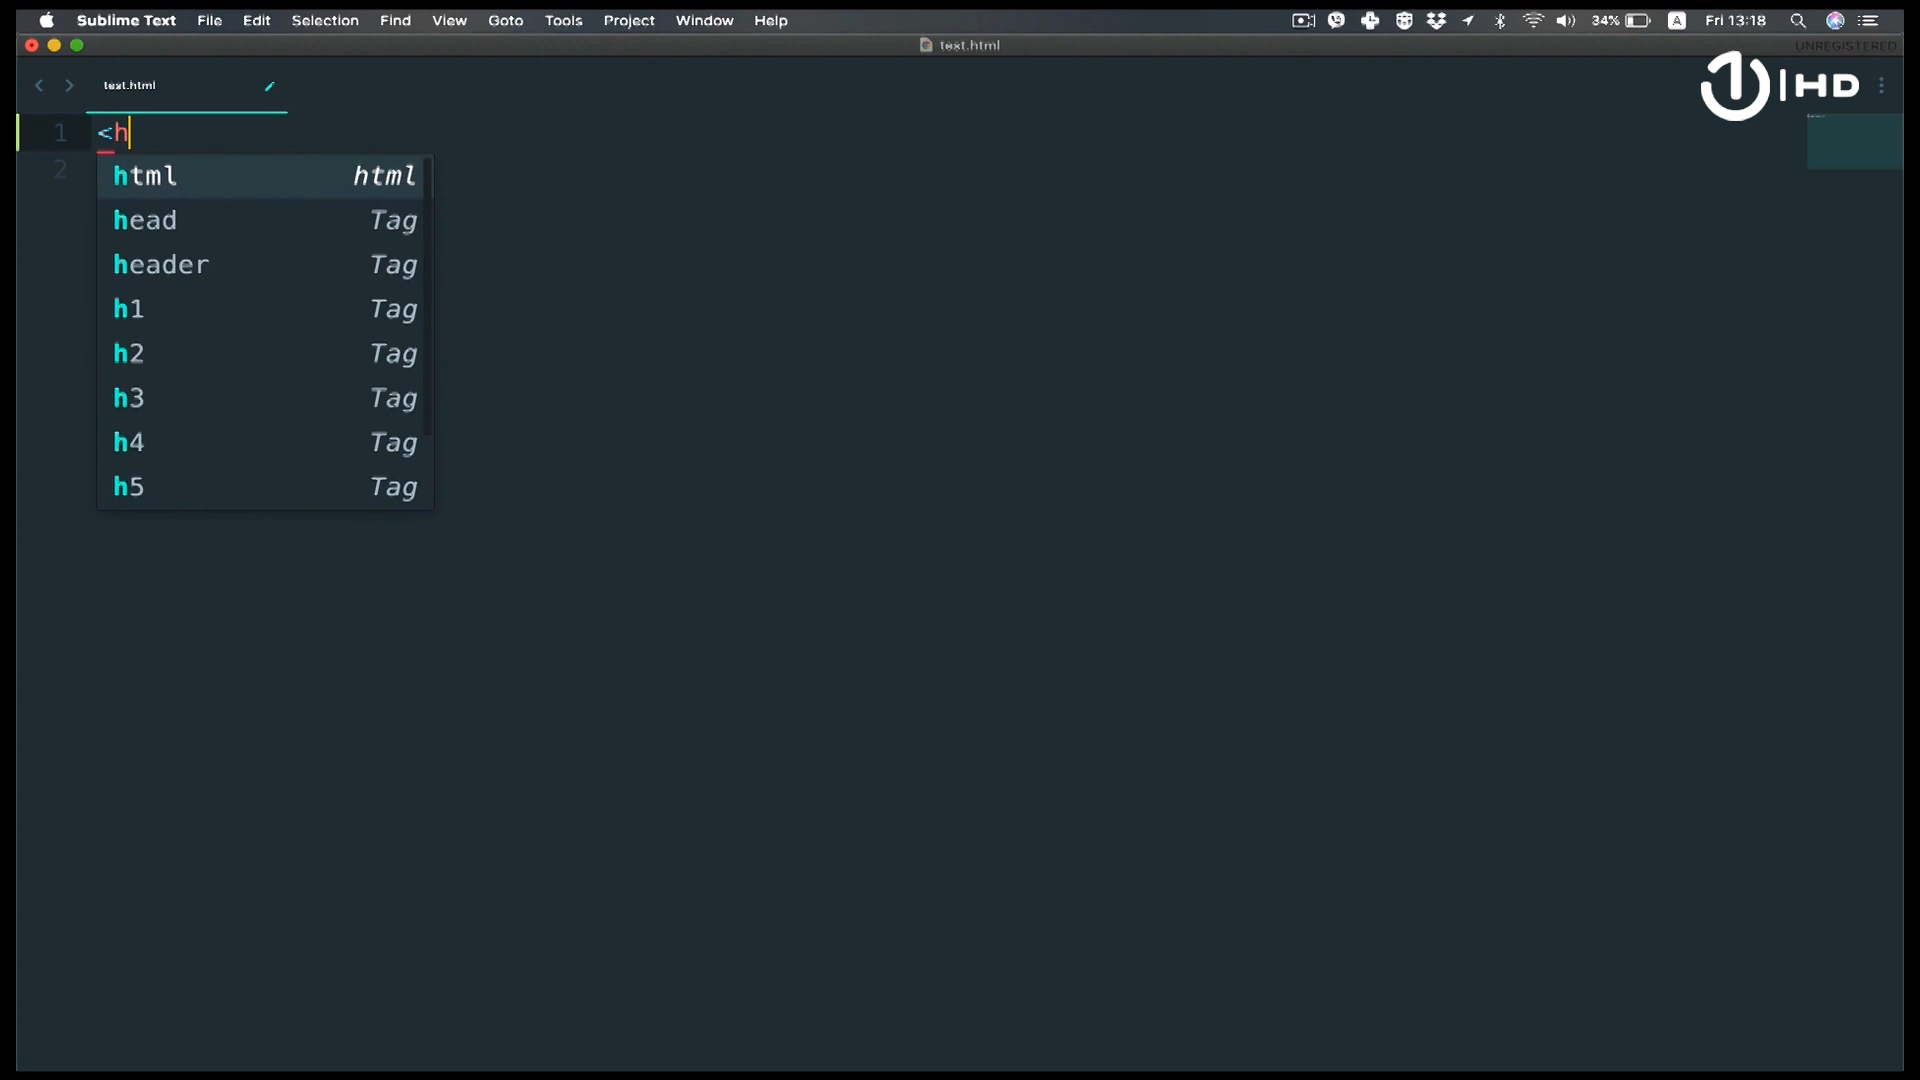 Sublime Text File Edit Selection Find View Goto Tools Project Window Help 34% A Fri 13:18
text.html UNREGISTERED
text.html
1|HD
1 <h
2
html html
head Tag
header Tag
h1 Tag
h2 Tag
h3 Tag
h4 Tag
h5 Tag